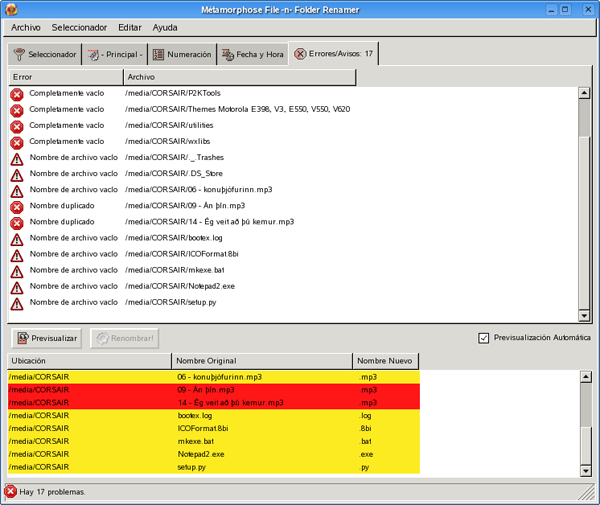 Métamorphose File -n- Folder Renamer
Archivo Seleccionador Editar Ayuda
Seleccionador - Principal - Numeración Fecha y Hora Errores/Avisos: 17
Error Archivo
Completamente vacío /media/CORSAIR/P2KTools
Completamente vacío /media/CORSAIR/Themes Motorola E398, V3, E550, V550, V620
Completamente vacío /media/CORSAIR/utilities
Completamente vacío /media/CORSAIR/wxlibs
Nombre de archivo vacío /media/CORSAIR/._.Trashes
Nombre de archivo vacío /media/CORSAIR/.DS_Store
Nombre de archivo vacío /media/CORSAIR/06 - konuþjófurinn.mp3
Nombre duplicado /media/CORSAIR/09 - Án þín.mp3
Nombre duplicado /media/CORSAIR/14 - Ég veit að þú kemur.mp3
Nombre de archivo vacío /media/CORSAIR/bootex.log
Nombre de archivo vacío /media/CORSAIR/ICOFormat.8bi
Nombre de archivo vacío /media/CORSAIR/mkexe.bat
Nombre de archivo vacío /media/CORSAIR/Notepad2.exe
Nombre de archivo vacío /media/CORSAIR/setup.py
Previsualizar Renombrar! Previsualización Automática
Ubicación Nombre Original Nombre Nuevo
/media/CORSAIR 06 - konuþjófurinn.mp3 .mp3
/media/CORSAIR 09 - Án þín.mp3 .mp3
/media/CORSAIR 14 - Ég veit að þú kemur.mp3 .mp3
/media/CORSAIR bootex.log .log
/media/CORSAIR ICOFormat.8bi .8bi
/media/CORSAIR mkexe.bat .bat
/media/CORSAIR Notepad2.exe .exe
/media/CORSAIR setup.py .py
Hay 17 problemas.